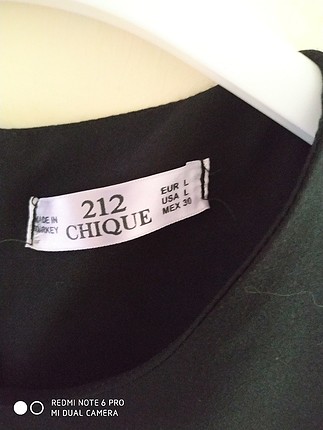 212
CHIQUE
MADE IN
TURKEY
EUR L
USA L
MEX 30
REDMI NOTE 6 PRO
MI DUAL CAMERA